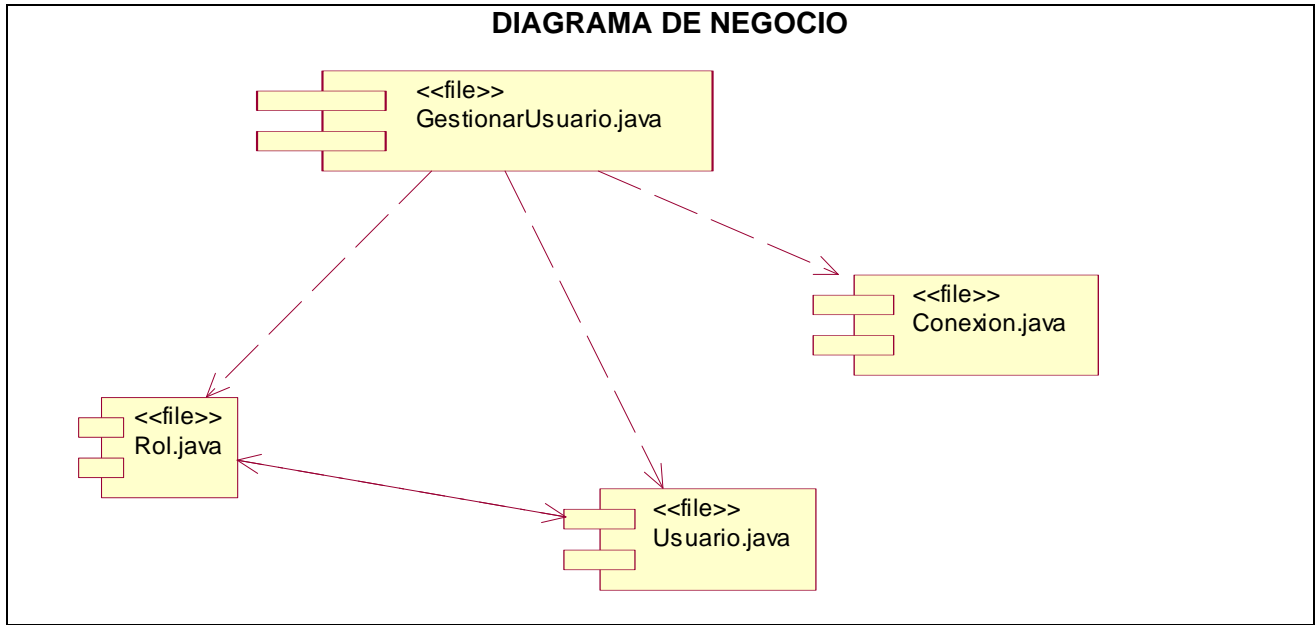 DIAGRAMA DE NEGOCIO
<<file>>
GestionarUsuario.java
<<file>>
Conexion.java
<<file>>
Rol.java
<<file>>
Usuario.java